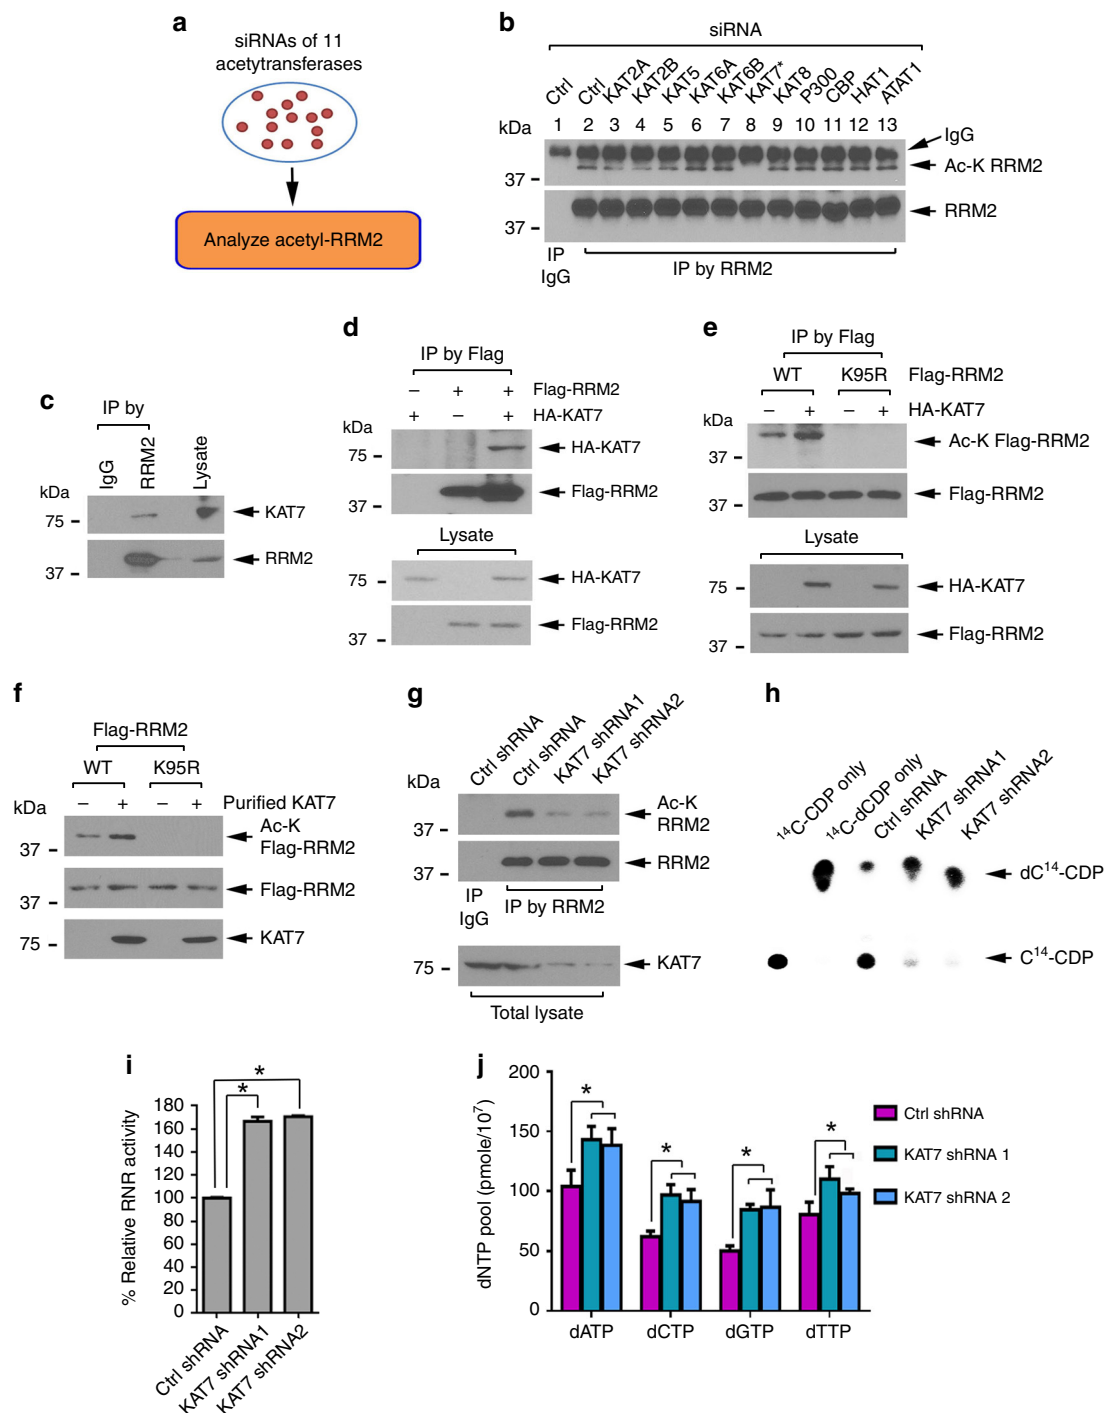 a
siRNAs of 11
acetytransferases
Analyze acetyl-RRM2
b
siRNA
Ctrl Ctrl KAT2A KAT2B KAT5 KAT6A KAT6B KAT7* KAT8 P300 CBP HAT1 ATAT1
kDa 1 2 3 4 5 6 7 8 9 10 11 12 13
IgG
Ac-K RRM2
37
RRM2
37
IP
IgG
IP by RRM2
c
IP by
IgG RRM2 Lysate
kDa
KAT7
75
RRM2
37
d
IP by Flag
– + + Flag-RRM2
+ – + HA-KAT7
kDa
HA-KAT7
75
Flag-RRM2
37
Lysate
HA-KAT7
75
Flag-RRM2
37
e
IP by Flag
WT K95R Flag-RRM2
– + – + HA-KAT7
kDa
Ac-K Flag-RRM2
37
Flag-RRM2
37
Lysate
HA-KAT7
75
Flag-RRM2
37
f
Flag-RRM2
WT K95R
– + – + Purified KAT7
kDa
Ac-K
Flag-RRM2
37
Flag-RRM2
37
KAT7
75
g
Ctrl shRNA Ctrl shRNA KAT7 shRNA1 KAT7 shRNA2
kDa
Ac-K
RRM2
37
RRM2
37
IP
IgG
IP by RRM2
KAT7
75
Total lysate
h
¹⁴C-CDP only ¹⁴C-dCDP only Ctrl shRNA KAT7 shRNA1 KAT7 shRNA2
dC¹⁴-CDP
C¹⁴-CDP
i
% Relative RNR activity
180
160
140
120
100
80
60
40
20
0
*
*
Ctrl shRNA KAT7 shRNA1 KAT7 shRNA2
j
dNTP pool (pmole/10⁷)
200
150
100
50
0
* * * *
dATP dCTP dGTP dTTP
Ctrl shRNA
KAT7 shRNA 1
KAT7 shRNA 2